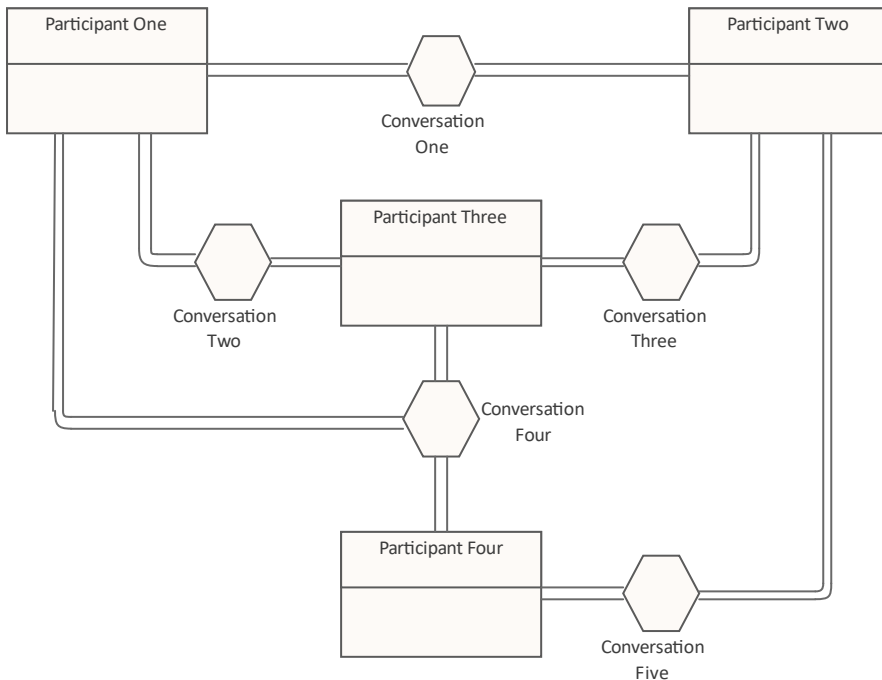 Participant One
Participant Two
Conversation
One
Participant Three
Conversation
Two
Conversation
Three
Conversation
Four
Participant Four
Conversation
Five